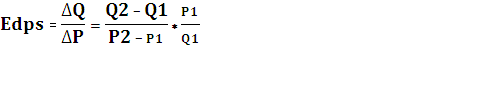 Edps = ΔQ/ΔP = Q2 – Q1/P2 – P1 * P1/Q1